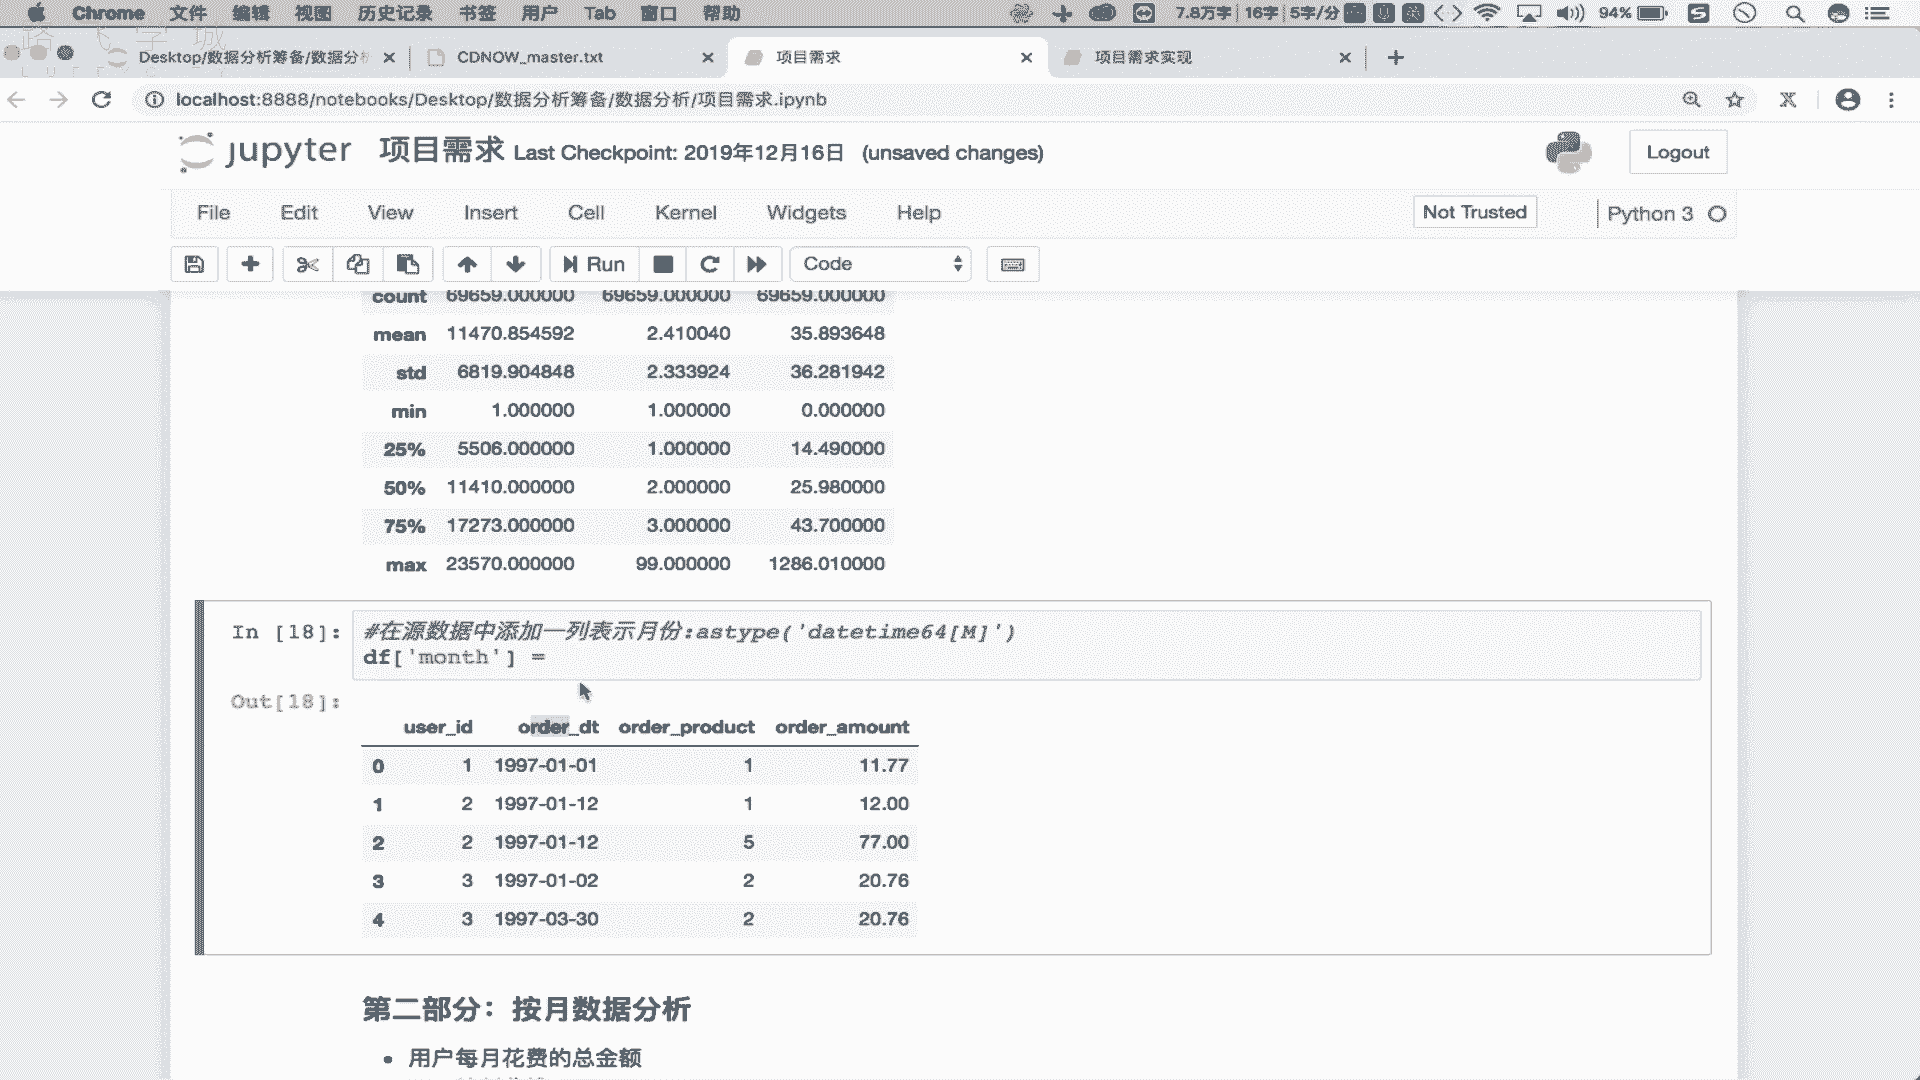 Chrome 文件 编辑 视图 历史记录 书签 用户 Tab 窗口 帮助 7.8万字 16字 5字/分 94%
Desktop/数据分析筹备/数据分析 CDNOW_master.txt 项目需求 项目需求实现
localhost:8888/notebooks/Desktop/数据分析筹备/数据分析/项目需求.ipynb
jupyter 项目需求 Last Checkpoint: 2019年12月16日 (unsaved changes) Logout
File Edit View Insert Cell Kernel Widgets Help Not Trusted Python 3
Run Code
count 69659.000000 69659.000000 69659.000000
mean 11470.854592 2.410040 35.893648
std 6819.904848 2.333924 36.281942
min 1.000000 1.000000 0.000000
25% 5506.000000 1.000000 14.490000
50% 11410.000000 2.000000 25.980000
75% 17273.000000 3.000000 43.700000
max 23570.000000 99.000000 1286.010000
In [18]: #在源数据中添加一列表示月份:astype('datetime64[M]')
df['month'] =
Out[18]:
user_id order_dt order_product order_amount
0 1 1997-01-01 1 11.77
1 2 1997-01-12 1 12.00
2 2 1997-01-12 5 77.00
3 3 1997-01-02 2 20.76
4 3 1997-03-30 2 20.76
第二部分：按月数据分析
用户每月花费的总金额